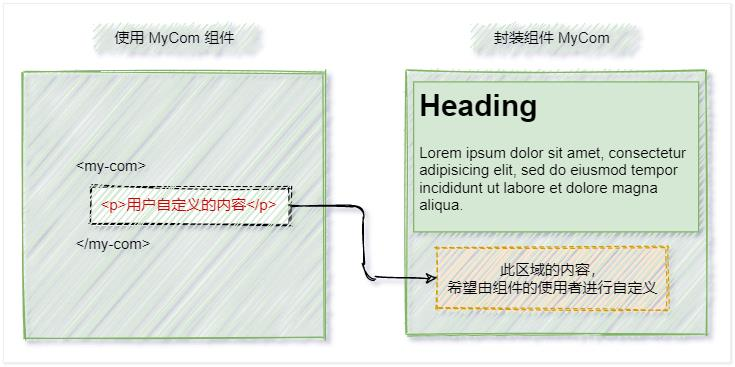 使用 MyCom 组件
封装组件 MyCom
<my-com>
<p>用户自定义的内容</p>
</my-com>
Heading
Lorem ipsum dolor sit amet, consectetur
adipisicing elit, sed do eiusmod tempor
incididunt ut labore et dolore magna
aliqua.
此区域的内容，
希望由组件的使用者进行自定义